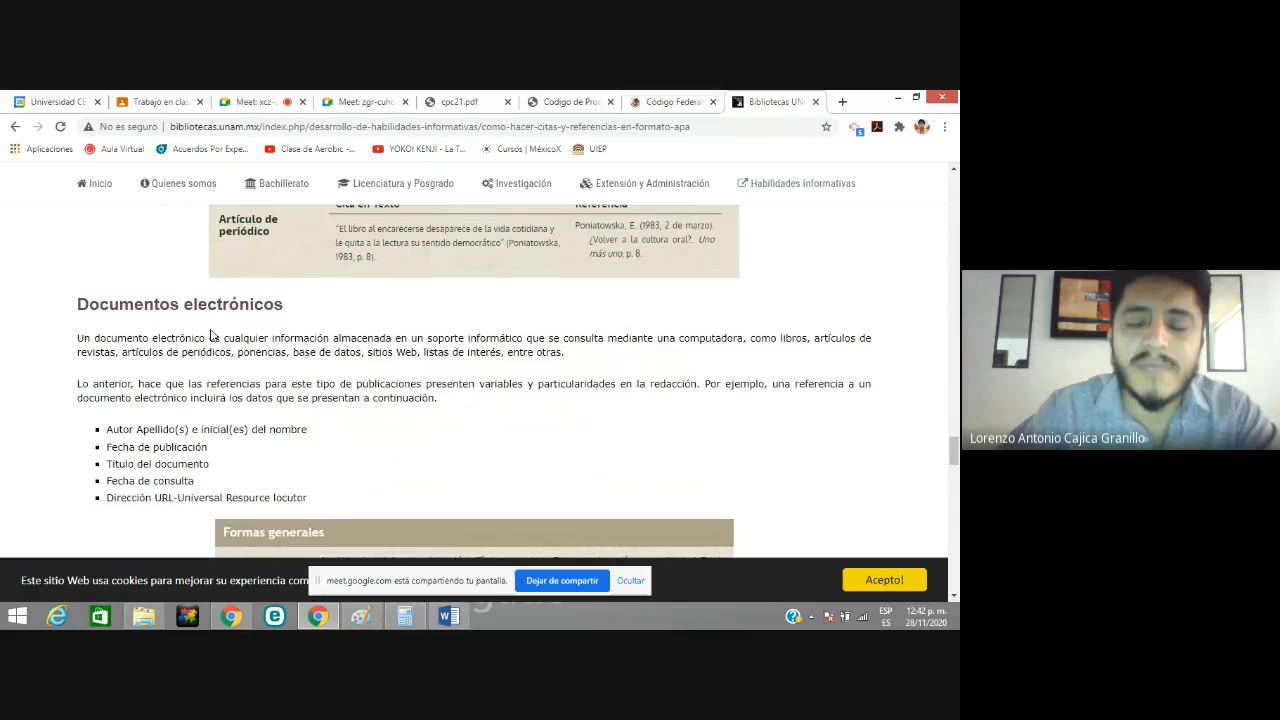 Universidad CE
Trabajo en clas
Meet: xcz-u
Meet: zgr-cuho
cpc21.pdf
Codigo de Proc
Código Federal
Bibliotecas UNA
No es seguro
bibliotecas.unam.mx/index.php/desarrollo-de-habilidades-informativas/como-hacer-citas-y-referencias-en-formato-apa
5
Aplicaciones
Aula Virtual
Acuerdos Por Expe...
Clase de Aeróbic -...
YOKOI KENJI - La T...
Cursos | MéxicoX
UIEP
Inicio
Quienes somos
Bachillerato
Licenciatura y Posgrado
Investigación
Extensión y Administración
Habilidades Informativas
Cita en Texto
Referencia
Artículo de
periódico
"El libro al encarecerse desaparece de la vida cotidiana y
le quita a la lectura su sentido democrático" (Poniatowska,
1983, p. 8).
Poniatowska, E. (1983, 2 de marzo).
¿Volver a la cultura oral?. Uno
más uno, p. 8.
Documentos electrónicos
Un documento electrónico es cualquier información almacenada en un soporte informático que se consulta mediante una computadora, como libros, artículos de
revistas, artículos de periódicos, ponencias, base de datos, sitios Web, listas de interés, entre otras.
Lo anterior, hace que las referencias para este tipo de publicaciones presenten variables y particularidades en la redacción. Por ejemplo, una referencia a un
documento electrónico incluirá los datos que se presentan a continuación.
Autor Apellido(s) e inicial(es) del nombre
Fecha de publicación
Título del documento
Fecha de consulta
Dirección URL-Universal Resource locutor
Formas generales
Este sitio Web usa cookies para mejorar su experiencia com
meet.google.com está compartiendo tu pantalla.
Dejar de compartir
Ocultar
Acepto!
ESP
ES
12:42 p. m.
28/11/2020
Lorenzo Antonio Cajica Granillo